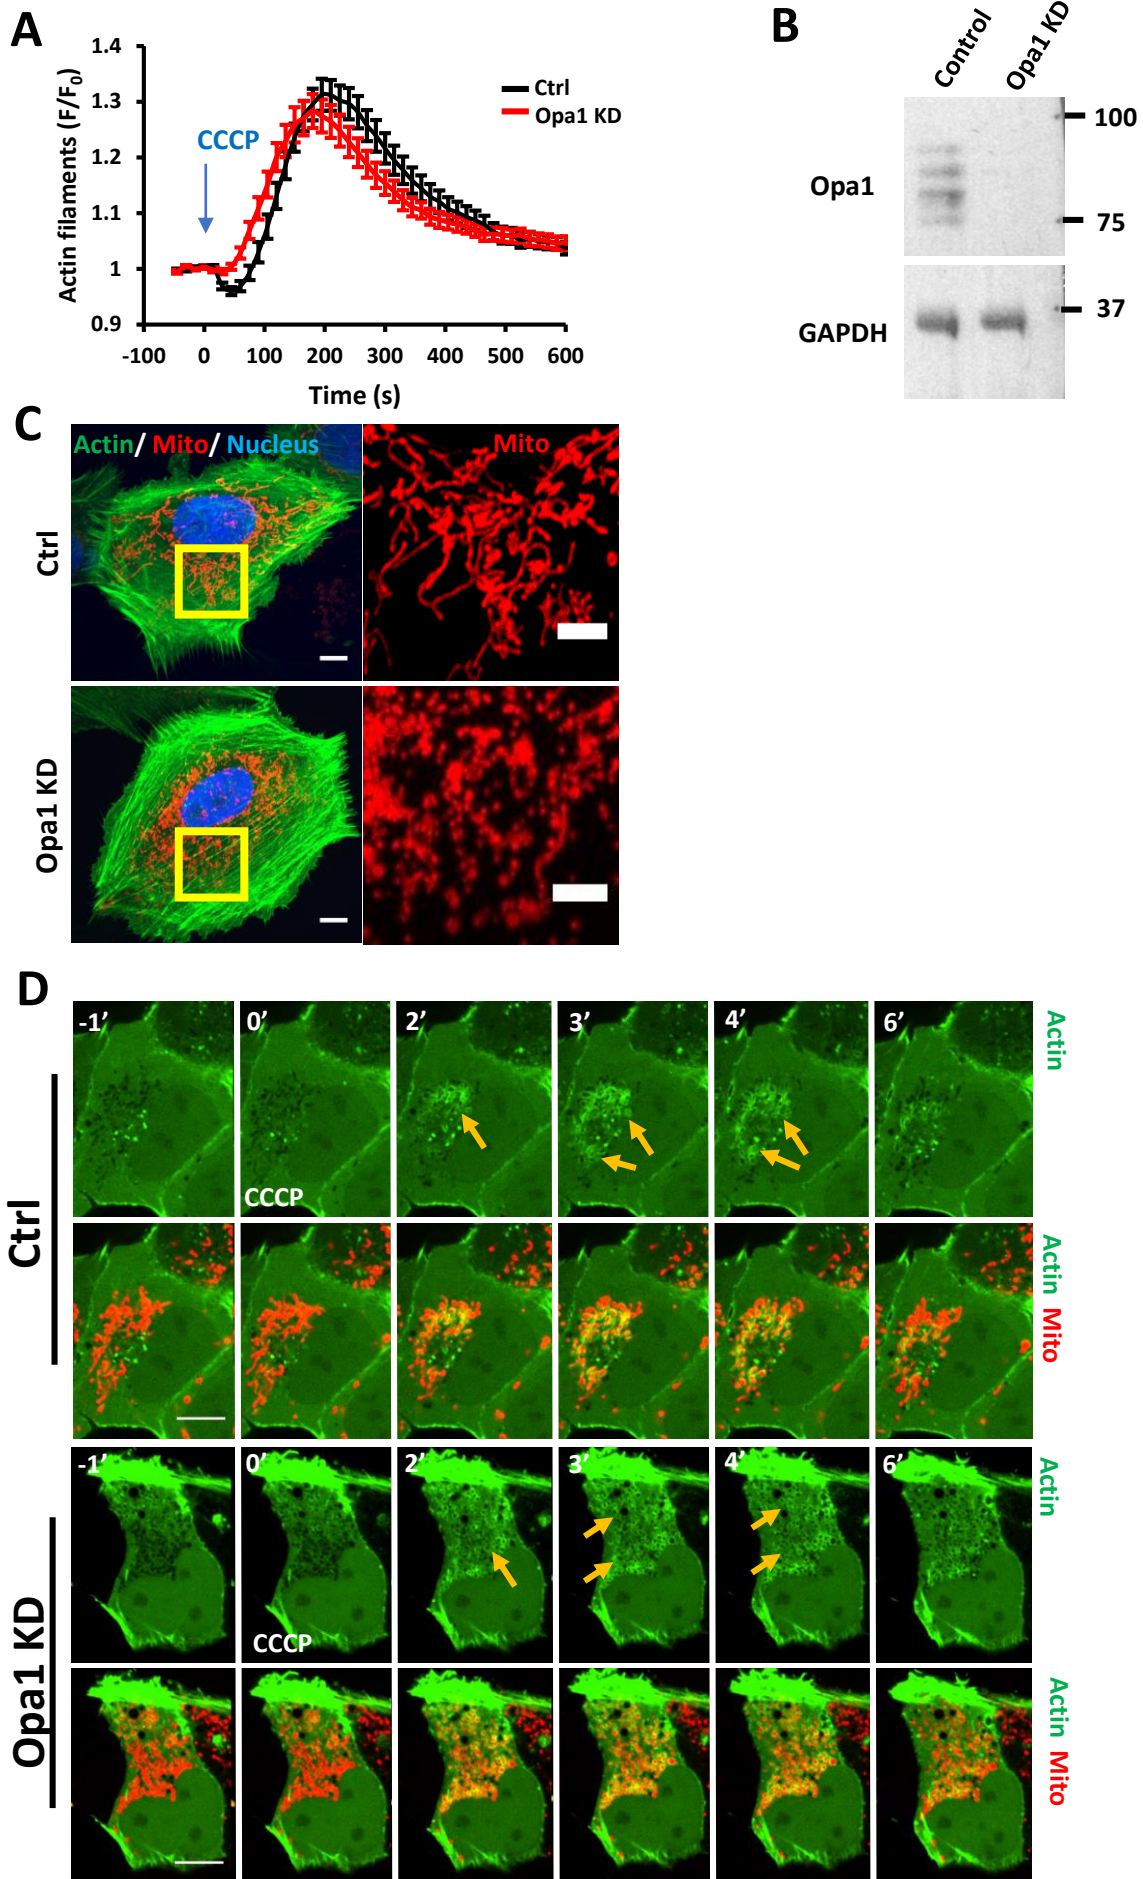 A
Actin filaments (F/F₀)
1.4
1.3
1.2
1.1
1
0.9
-100 0 100 200 300 400 500 600
Time (s)
CCCP
Ctrl
Opa1 KD
B
Control
Opa1 KD
Opa1
100
75
GAPDH
37
C
Actin/ Mito/ Nucleus
Mito
Ctrl
Opa1 KD
D
Ctrl
-1’ 0’ 2’ 3’ 4’ 6’
CCCP
Actin
Actin Mito
Opa1 KD
-1’ 0’ 2’ 3’ 4’ 6’
CCCP
Actin
Actin Mito